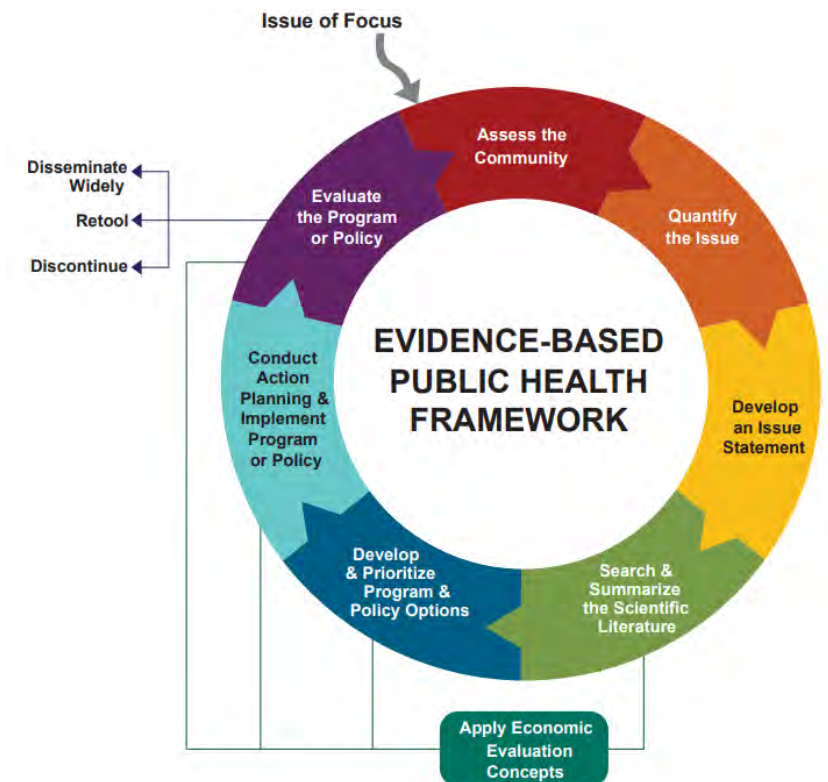 Issue of Focus
Assess the
Community
Quantify
the Issue
Develop
an Issue
Statement
Search &
Summarize
the Scientific
Literature
Develop
& Prioritize
Program &
Policy Options
Conduct
Action
Planning &
Implement
Program
or Policy
Evaluate
the Program
or Policy
Disseminate
Widely
Retool
Discontinue
EVIDENCE-BASED
PUBLIC HEALTH
FRAMEWORK
Apply Economic
Evaluation
Concepts